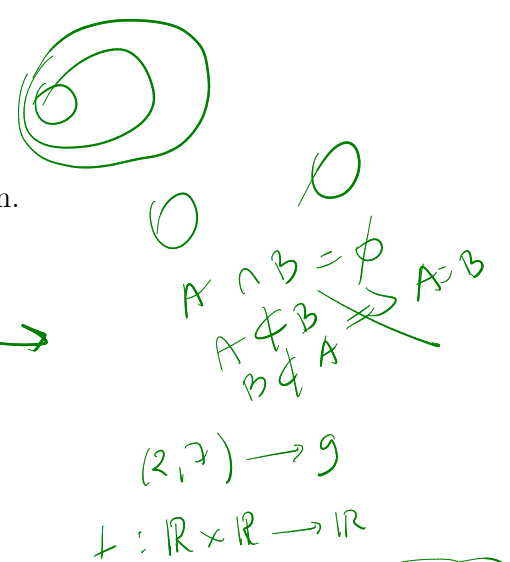 n.
A ∩ B = ϕ
A ⊄ B ⇒ A = B
B ⊄ A
(2,7) → 9
+ : ℝ × ℝ → ℝ